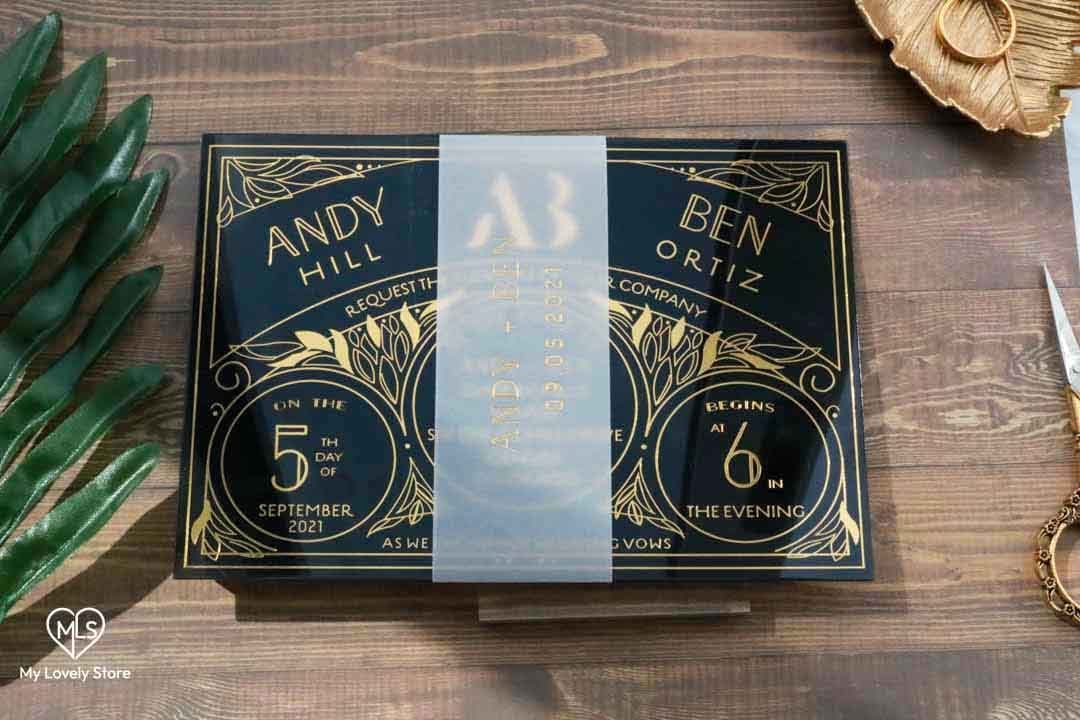 ANDY
HILL
AB
BEN
ORTIZ
REQUEST
COMPANY
ANDY + BEN
09.05.2021
ON THE
5 TH
DAY
OF
SEPTEMBER
2021
BEGINS
AT 6 IN
THE EVENING
AS WE
VOWS
MLS
My Lovely Store